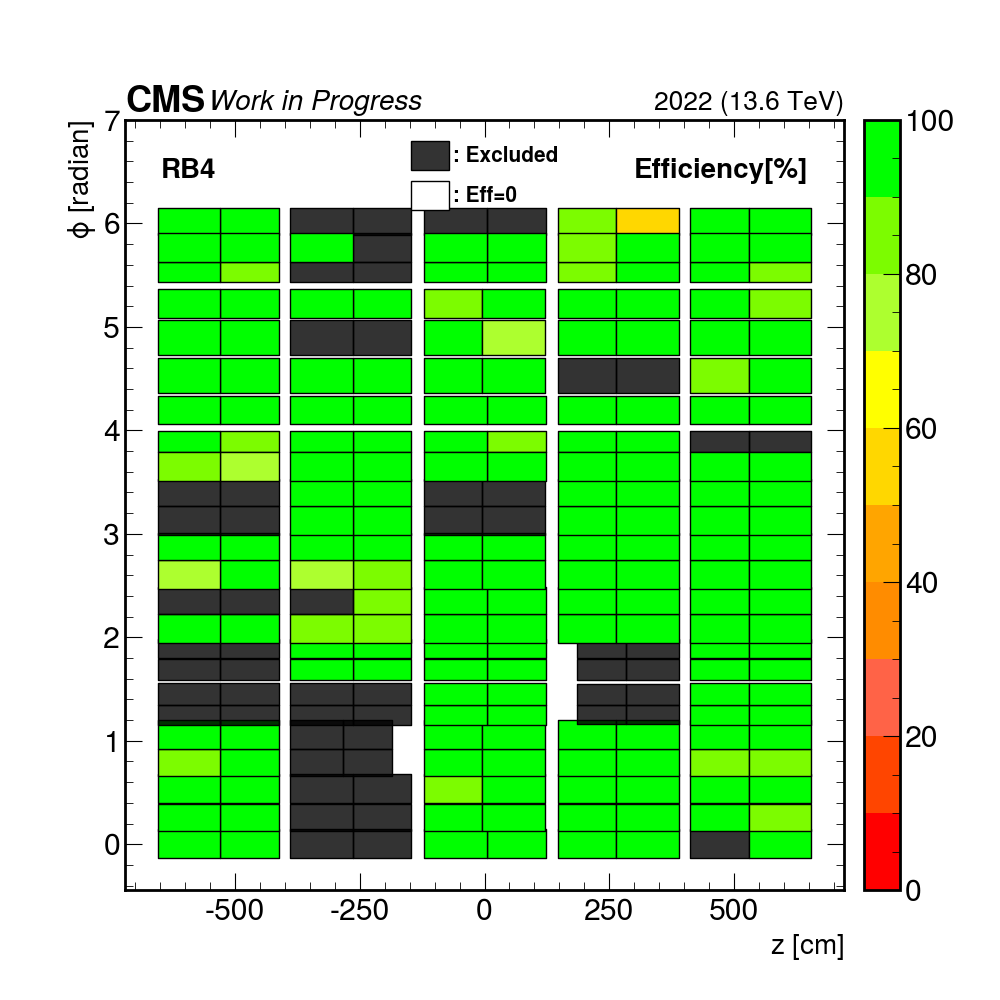 CMS Work in Progress 2022 (13.6 TeV)
RB4
: Excluded
: Eff=0
Efficiency[%]
ϕ [radian]
7
6
5
4
3
2
1
0
-500 -250 0 250 500
z [cm]
100
80
60
40
20
0